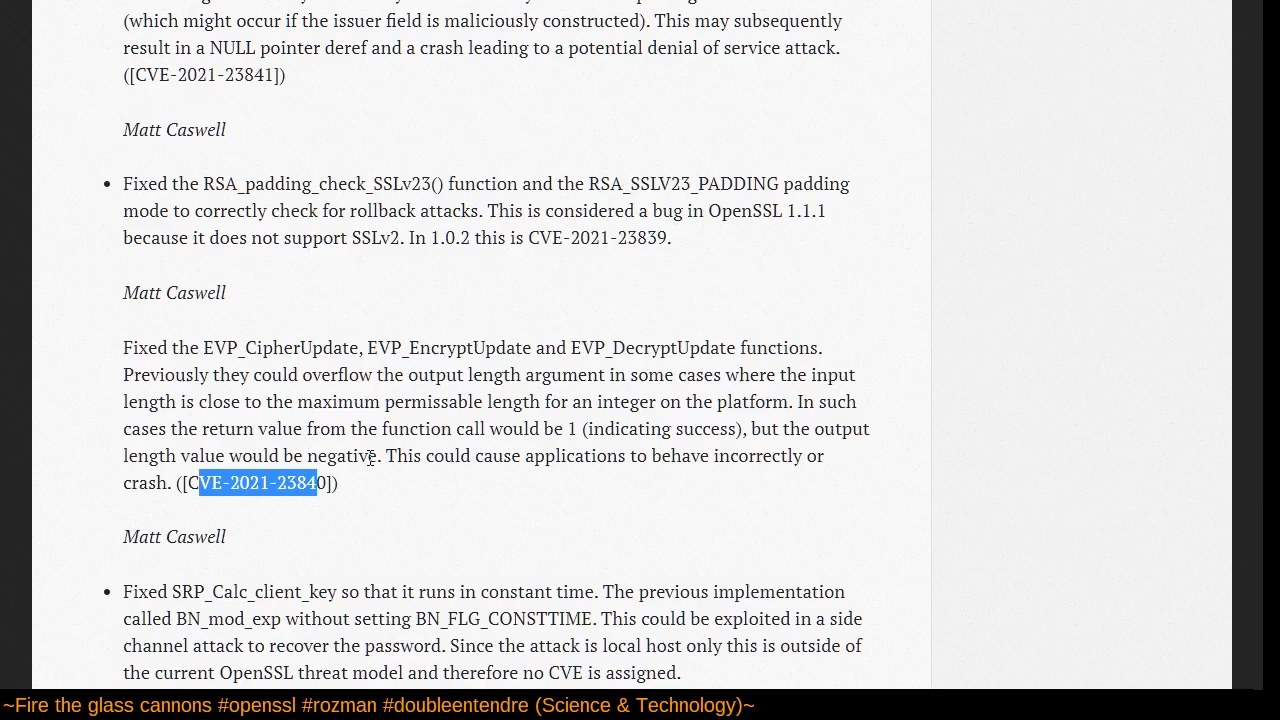 (which might occur if the issuer field is maliciously constructed). This may subsequently
result in a NULL pointer deref and a crash leading to a potential denial of service attack.
([CVE-2021-23841])
Matt Caswell
• Fixed the RSA_padding_check_SSLv23() function and the RSA_SSLV23_PADDING padding
mode to correctly check for rollback attacks. This is considered a bug in OpenSSL 1.1.1
because it does not support SSLv2. In 1.0.2 this is CVE-2021-23839.
Matt Caswell
Fixed the EVP_CipherUpdate, EVP_EncryptUpdate and EVP_DecryptUpdate functions.
Previously they could overflow the output length argument in some cases where the input
length is close to the maximum permissable length for an integer on the platform. In such
cases the return value from the function call would be 1 (indicating success), but the output
length value would be negative. This could cause applications to behave incorrectly or
crash. ([CVE-2021-23840])
Matt Caswell
• Fixed SRP_Calc_client_key so that it runs in constant time. The previous implementation
called BN_mod_exp without setting BN_FLG_CONSTTIME. This could be exploited in a side
channel attack to recover the password. Since the attack is local host only this is outside of
the current OpenSSL threat model and therefore no CVE is assigned.
~Fire the glass cannons #openssl #rozman #doubleentendre (Science & Technology)~